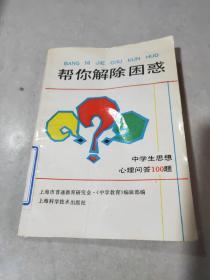 BANG NI JIE CHU KUN HUO
帮你解除困惑
中学生思想
心理问答100题
上海市普通教育研究会·《中学教育》编辑部编
上海科学技术出版社